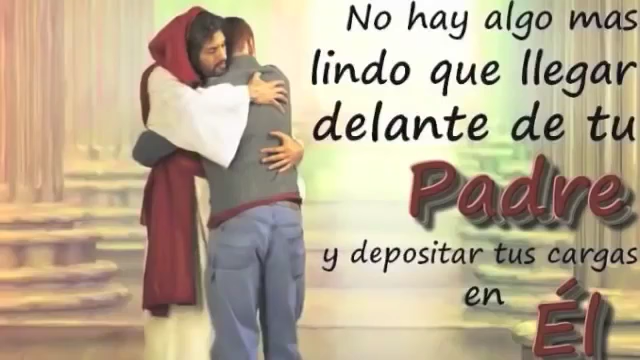 No hay algo mas
lindo que llegar
delante de tu
Padre
y depositar tus cargas
en
Él